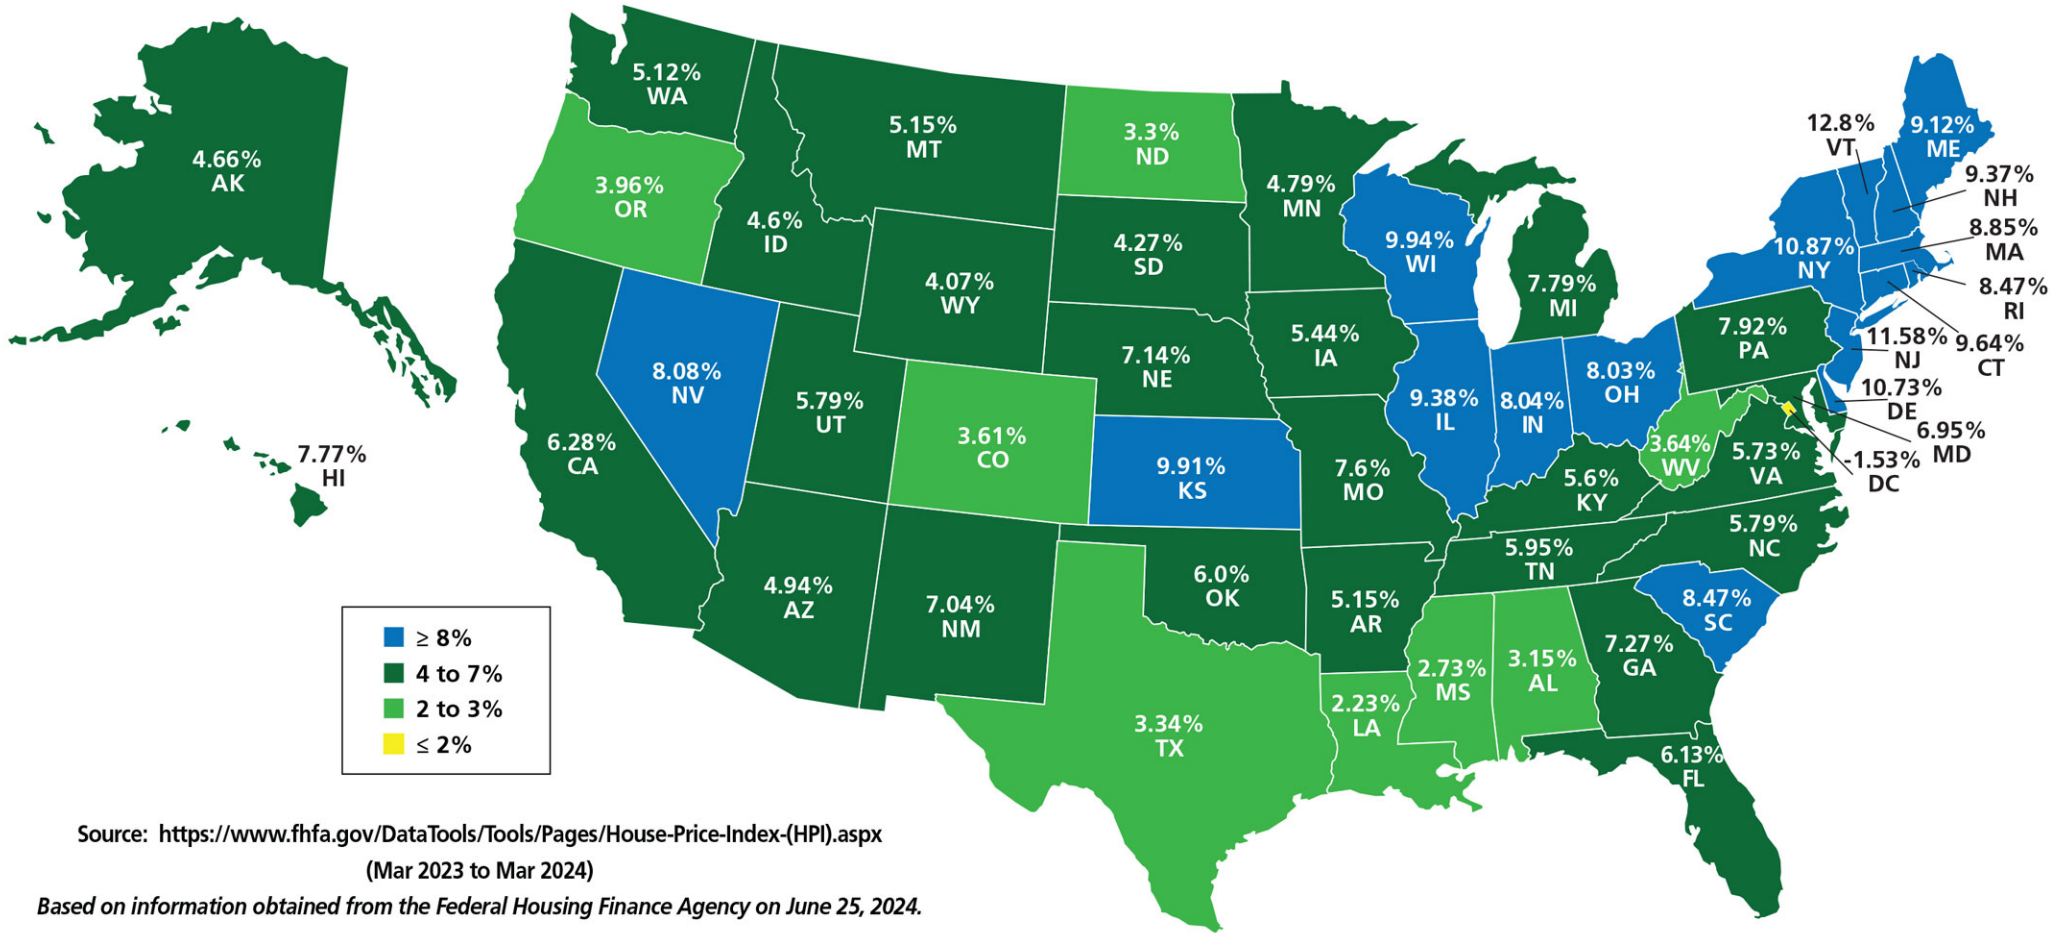 4.66%
AK
7.77%
HI
5.12%
WA
3.96%
OR
6.28%
CA
8.08%
NV
4.6%
ID
5.15%
MT
4.07%
WY
5.79%
UT
3.61%
CO
4.94%
AZ
7.04%
NM
3.3%
ND
4.27%
SD
7.14%
NE
9.91%
KS
6.0%
OK
3.34%
TX
4.79%
MN
5.44%
IA
7.6%
MO
5.15%
AR
2.23%
LA
9.94%
WI
9.38%
IL
7.79%
MI
8.04%
IN
8.03%
OH
5.6%
KY
5.95%
TN
2.73%
MS
3.15%
AL
7.27%
GA
6.13%
FL
8.47%
SC
5.79%
NC
5.73%
VA
3.64%
WV
7.92%
PA
10.87%
NY
12.8%
VT
9.12%
ME
9.37%
NH
8.85%
MA
8.47%
RI
9.64%
CT
11.58%
NJ
10.73%
DE
6.95%
MD
-1.53%
DC
≥ 8%
4 to 7%
2 to 3%
≤ 2%
Source: https://www.fhfa.gov/DataTools/Tools/Pages/House-Price-Index-(HPI).aspx
(Mar 2023 to Mar 2024)
Based on information obtained from the Federal Housing Finance Agency on June 25, 2024.